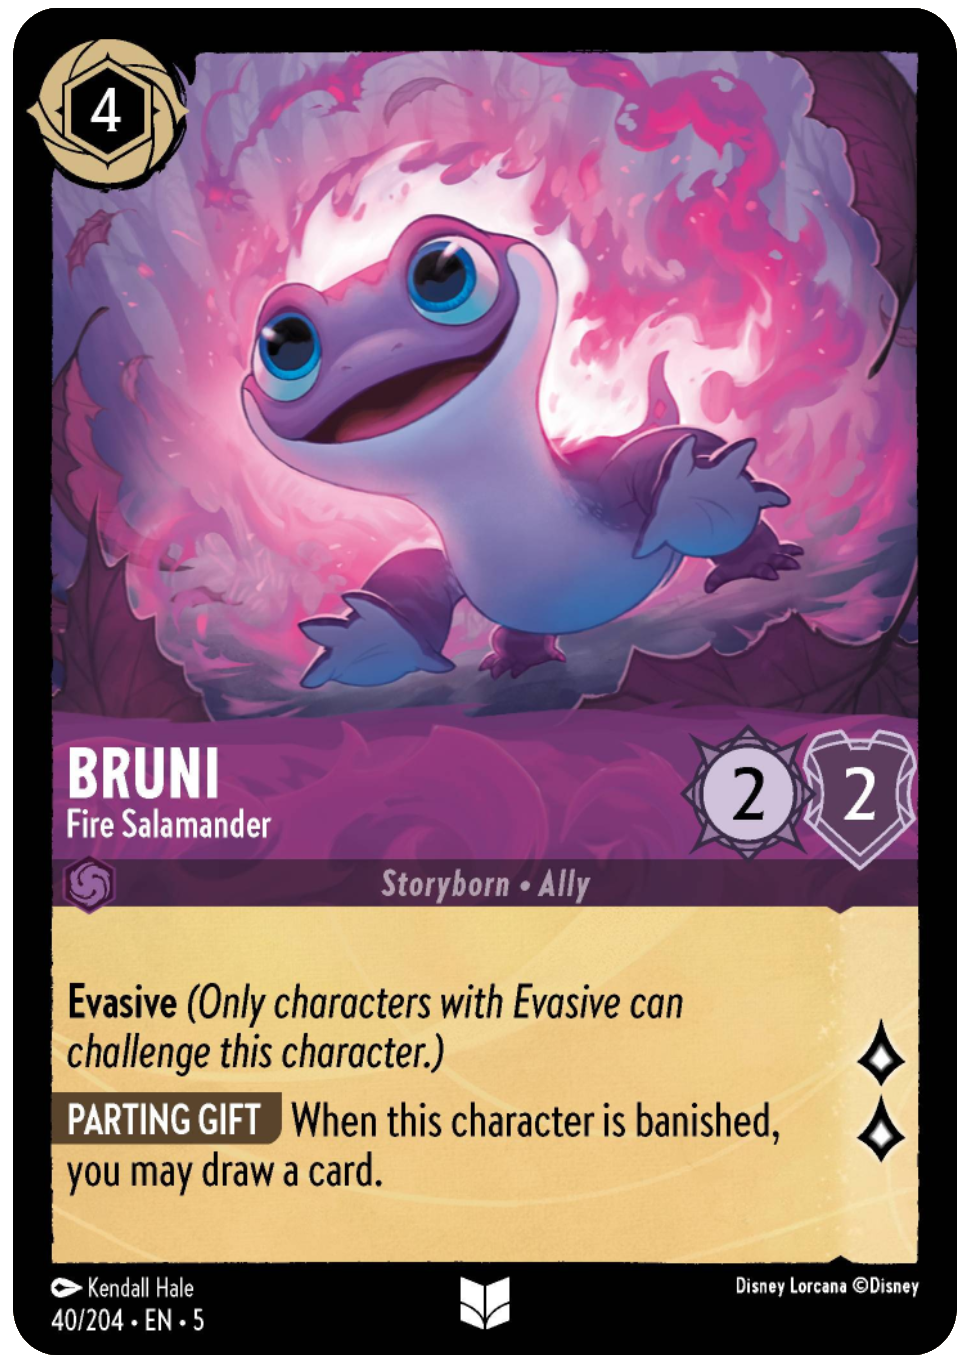 4
BRUNI
Fire Salamander
2
2
Storyborn • Ally
Evasive (Only characters with Evasive can
challenge this character.)
PARTING GIFT When this character is banished,
you may draw a card.
Kendall Hale
Disney Lorcana ©Disney
40/204 • EN • 5